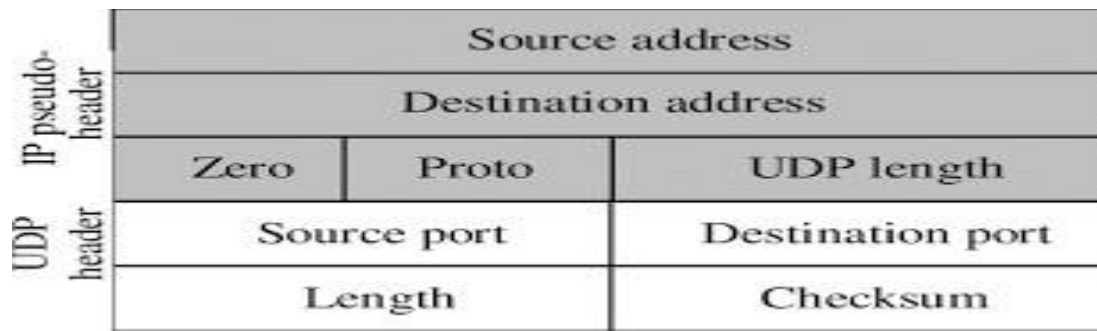 IP pseudo-
header
Source address
Destination address
Zero Proto UDP length
UDP
header
Source port Destination port
Length Checksum